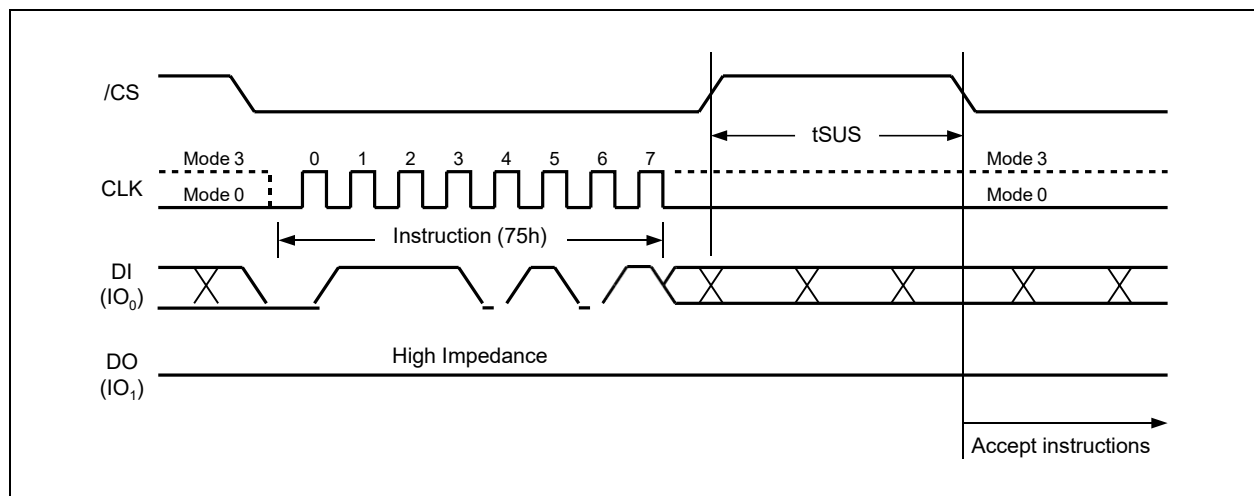 /CS
tSUS
Mode 3 0 1 2 3 4 5 6 7 Mode 3
CLK
Mode 0 Mode 0
Instruction (75h)
DI
(IO₀)
High Impedance
DO
(IO₁)
Accept instructions